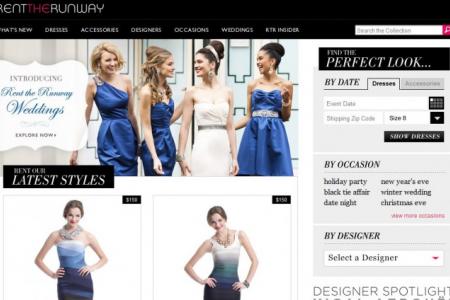 RENTTHERUNWAY
WHAT'S NEW DRESSES ACCESSORIES DESIGNERS OCCASIONS WEDDINGS RTR INSIDER
Search the Collection
INTRODUCING
Rent the Runway
Weddings
EXPLORE NOW
RENT OUR
LATEST STYLES
$150
$150
FIND THE
PERFECT LOOK...
BY DATE Dresses Accessories
Event Date
Shipping Zip Code Size 8
SHOW DRESSES
BY OCCASION
holiday party new year's eve
black tie affair winter wedding
date night christmas eve
view more occasions
BY DESIGNER
Select a Designer
DESIGNER SPOTLIGHT